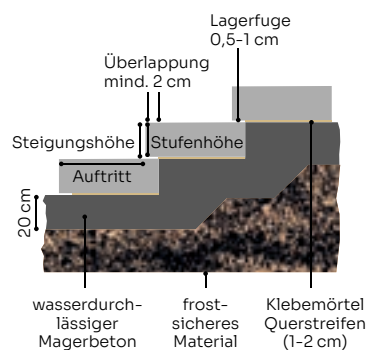 Lagerfuge
0,5-1 cm
Überlappung
mind. 2 cm
Steigungshöhe
Stufenhöhe
Auftritt
20 cm
wasserdurch-
lässiger
Magerbeton
frost-
sicheres
Material
Klebemörtel
Querstreifen
(1-2 cm)